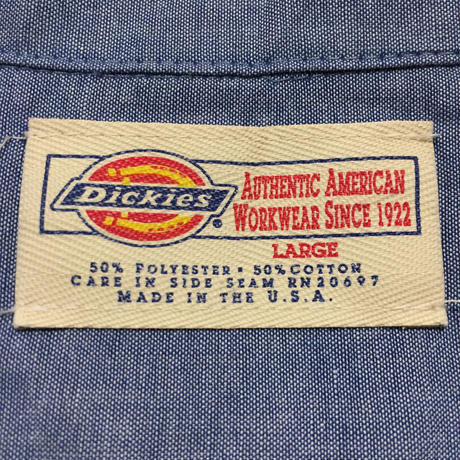 Dickies®
AUTHENTIC AMERICAN
WORKWEAR SINCE 1922
LARGE
50% POLYESTER • 50% COTTON
CARE IN SIDE SEAM RN20697
MADE IN THE U.S.A.